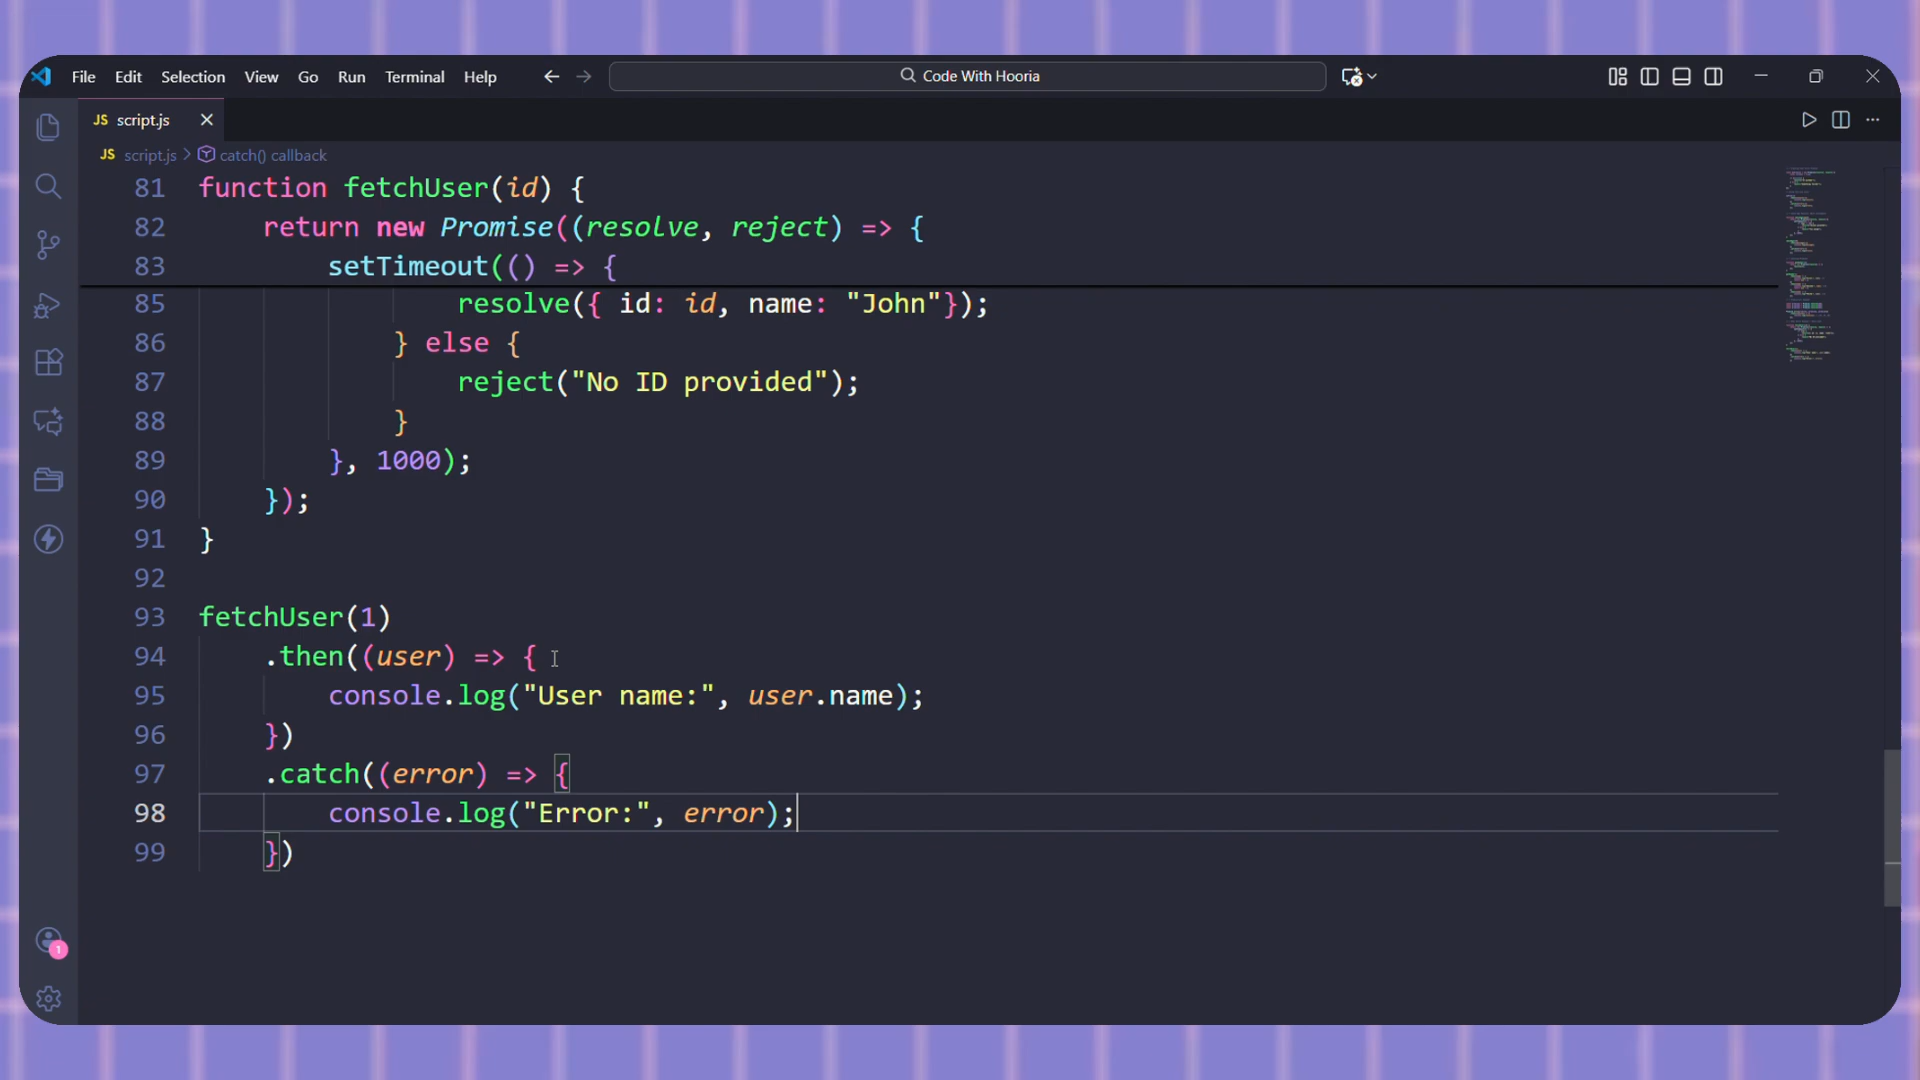 File Edit Selection View Go Run Terminal Help
Code With Hooria
JS script.js
JS script.js > catch() callback
81 function fetchUser(id) {
82     return new Promise((resolve, reject) => {
83         setTimeout(() => {
85                 resolve({ id: id, name: "John"});
86             } else {
87                 reject("No ID provided");
88             }
89         }, 1000);
90     });
91 }
92
93 fetchUser(1)
94     .then((user) => {
95         console.log("User name:", user.name);
96     })
97     .catch((error) => {
98         console.log("Error:", error);
99     })
1